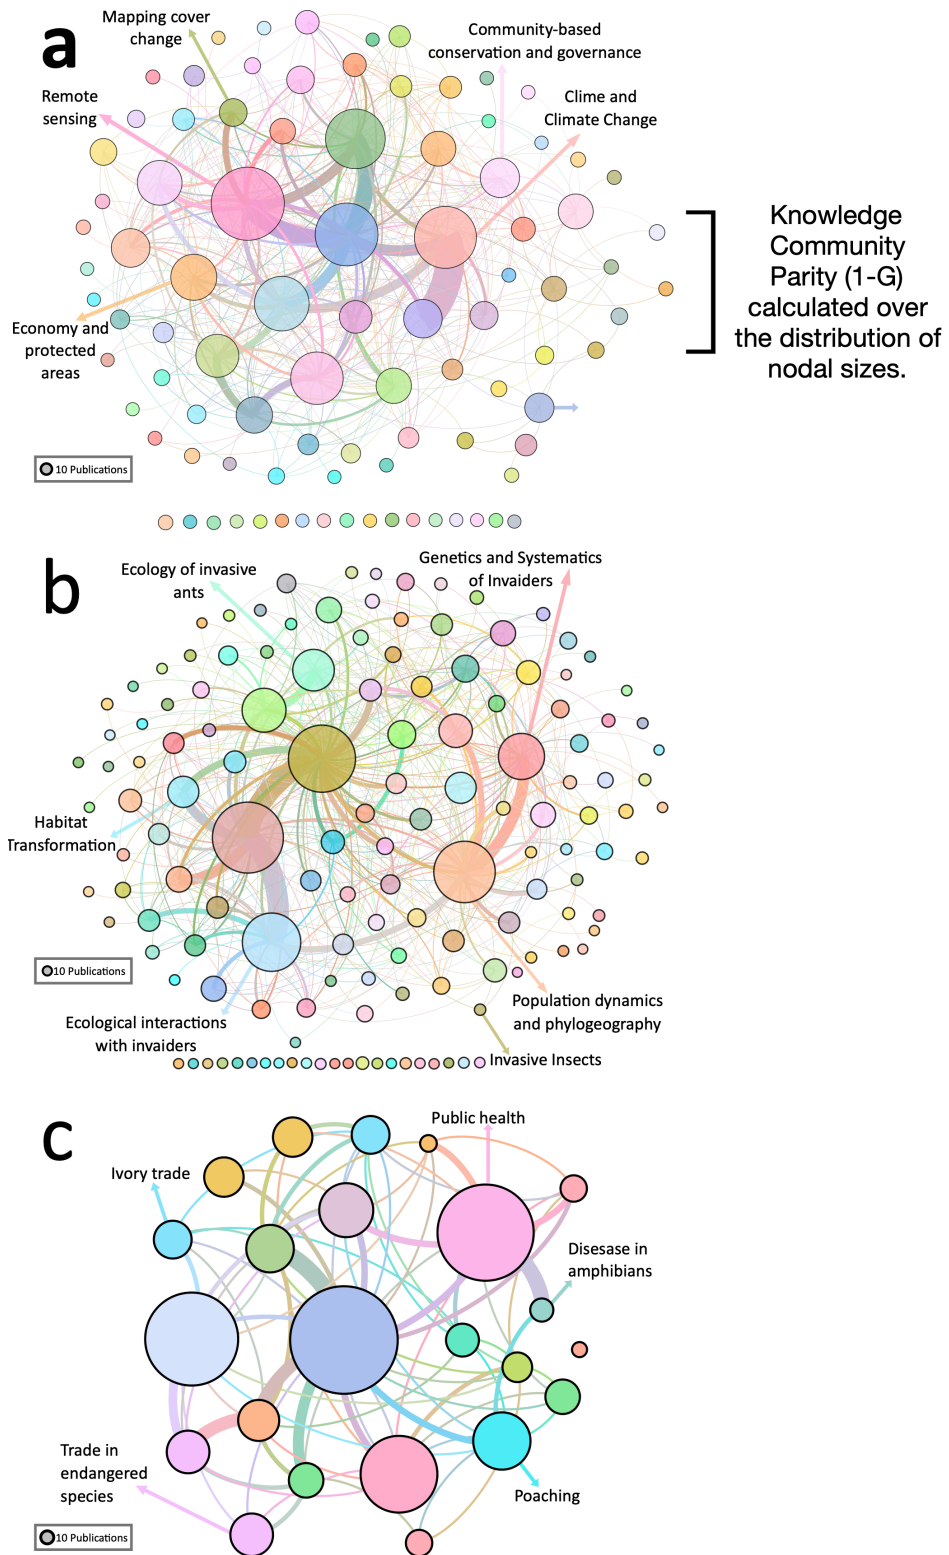 a
Mapping cover
change
Community-based
conservation and governance
Remote
sensing
Clime and
Climate Change
Knowledge
Community
Parity (1-G)
calculated over
the distribution of
nodal sizes.
Economy and
protected
areas
10 Publications
b
Ecology of invasive
ants
Genetics and Systematics
of Invaiders
Habitat
Transformation
10 Publications
Ecological interactions
with invaiders
Population dynamics
and phylogeography
Invasive Insects
c
Public health
Ivory trade
Disesase in
amphibians
Trade in
endangered
species
Poaching
10 Publications